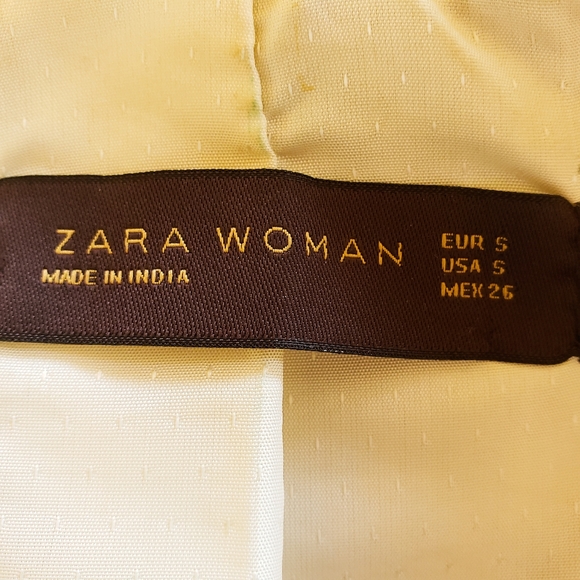 ZARA WOMAN
MADE IN INDIA
EUR S
USA S
MEX 26